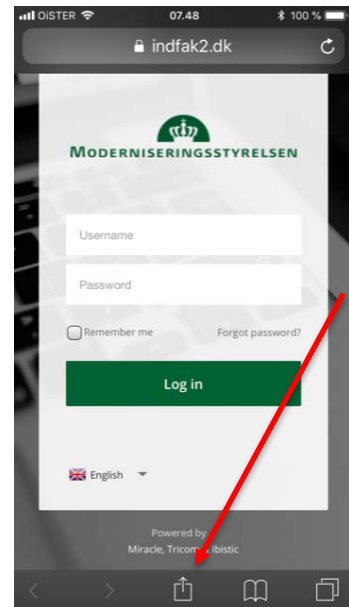 OiSTER 07.48 100 %
indfak2.dk
MODERNISERINGSSTYRELSEN
Username
Password
Remember me Forgot password?
Log in
English
Powered by
Miracle, Tricom Ibistic